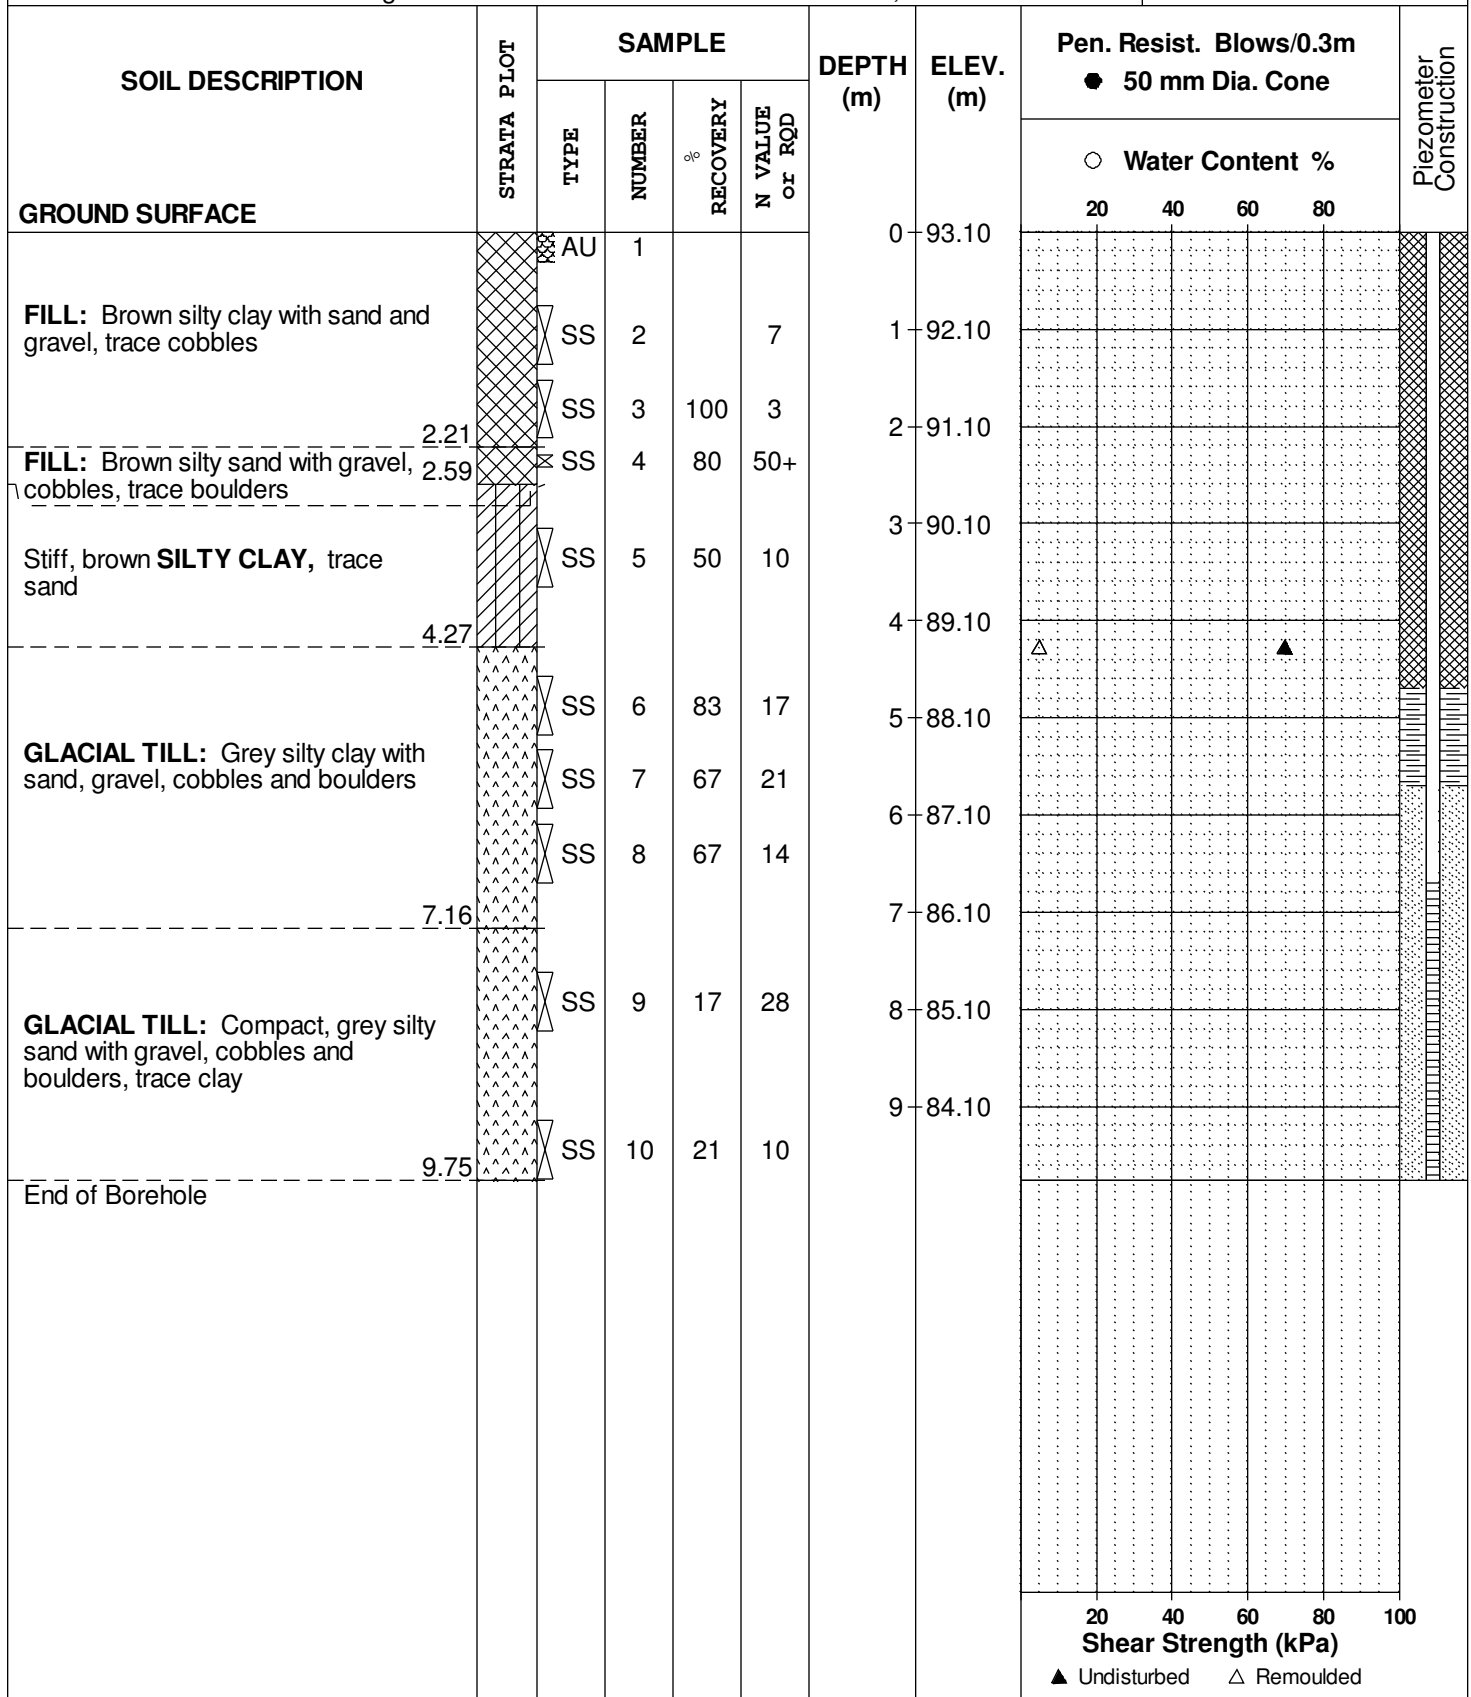 SOIL DESCRIPTION
GROUND SURFACE
STRATA PLOT
SAMPLE
TYPE
NUMBER
% RECOVERY
N VALUE or RQD
DEPTH (m)
ELEV. (m)
Pen. Resist. Blows/0.3m
● 50 mm Dia. Cone
○ Water Content %
20 40 60 80
Piezometer Construction
0 93.10
AU 1
FILL: Brown silty clay with sand and
gravel, trace cobbles
SS 2 7
1 92.10
SS 3 100 3
2 91.10
2.21
FILL: Brown silty sand with gravel,
cobbles, trace boulders
2.59
SS 4 80 50+
3 90.10
Stiff, brown SILTY CLAY, trace
sand
SS 5 50 10
4 89.10
4.27
SS 6 83 17
5 88.10
GLACIAL TILL: Grey silty clay with
sand, gravel, cobbles and boulders
SS 7 67 21
6 87.10
SS 8 67 14
7 86.10
7.16
SS 9 17 28
8 85.10
GLACIAL TILL: Compact, grey silty
sand with gravel, cobbles and
boulders, trace clay
9 84.10
SS 10 21 10
9.75
End of Borehole
20 40 60 80 100
Shear Strength (kPa)
▲ Undisturbed △ Remoulded